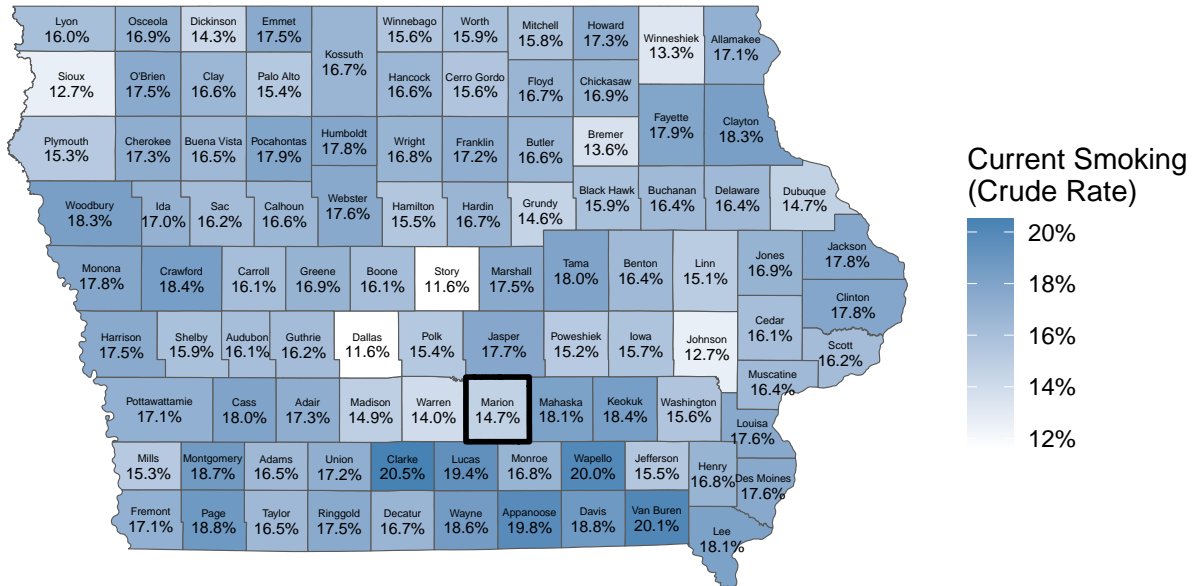 Lyon
16.0%
Osceola
16.9%
Dickinson
14.3%
Emmet
17.5%
Kossuth
16.7%
Winnebago
15.6%
Worth
15.9%
Mitchell
15.8%
Howard
17.3%
Winneshiek
13.3%
Allamakee
17.1%
Sioux
12.7%
O'Brien
17.5%
Clay
16.6%
Palo Alto
15.4%
Hancock
16.6%
Cerro Gordo
15.6%
Floyd
16.7%
Chickasaw
16.9%
Fayette
17.9%
Clayton
18.3%
Plymouth
15.3%
Cherokee
17.3%
Buena Vista
16.5%
Pocahontas
17.9%
Humboldt
17.8%
Wright
16.8%
Franklin
17.2%
Butler
16.6%
Bremer
13.6%
Woodbury
18.3%
Ida
17.0%
Sac
16.2%
Calhoun
16.6%
Webster
17.6%
Hamilton
15.5%
Hardin
16.7%
Grundy
14.6%
Black Hawk
15.9%
Buchanan
16.4%
Delaware
16.4%
Dubuque
14.7%
Monona
17.8%
Crawford
18.4%
Carroll
16.1%
Greene
16.9%
Boone
16.1%
Story
11.6%
Marshall
17.5%
Tama
18.0%
Benton
16.4%
Linn
15.1%
Jones
16.9%
Jackson
17.8%
Clinton
17.8%
Harrison
17.5%
Shelby
15.9%
Audubon
16.1%
Guthrie
16.2%
Dallas
11.6%
Polk
15.4%
Jasper
17.7%
Poweshiek
15.2%
Iowa
15.7%
Johnson
12.7%
Cedar
16.1%
Scott
16.2%
Muscatine
16.4%
Pottawattamie
17.1%
Cass
18.0%
Adair
17.3%
Madison
14.9%
Warren
14.0%
Marion
14.7%
Mahaska
18.1%
Keokuk
18.4%
Washington
15.6%
Louisa
17.6%
Mills
15.3%
Montgomery
18.7%
Adams
16.5%
Union
17.2%
Clarke
20.5%
Lucas
19.4%
Monroe
16.8%
Wapello
20.0%
Jefferson
15.5%
Henry
16.8%
Des Moines
17.6%
Fremont
17.1%
Page
18.8%
Taylor
16.5%
Ringgold
17.5%
Decatur
16.7%
Wayne
18.6%
Appanoose
19.8%
Davis
18.8%
Van Buren
20.1%
Lee
18.1%
Current Smoking
(Crude Rate)
20%
18%
16%
14%
12%